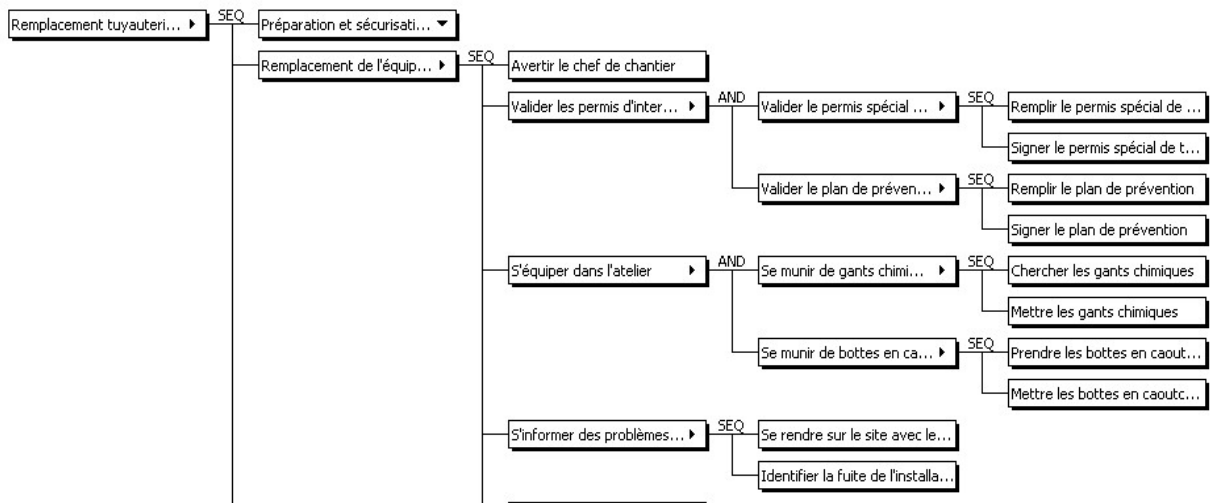 Remplacement tuyauteri...
SEQ
Préparation et sécurisati...
Remplacement de l'équip...
SEQ
Avertir le chef de chantier
Valider les permis d'inter...
AND
Valider le permis spécial ...
SEQ
Remplir le permis spécial de ...
Signer le permis spécial de t...
Valider le plan de préven...
SEQ
Remplir le plan de prévention
Signer le plan de prévention
S'équiper dans l'atelier
AND
Se munir de gants chimi...
SEQ
Chercher les gants chimiques
Mettre les gants chimiques
Se munir de bottes en ca...
SEQ
Prendre les bottes en caout...
Mettre les bottes en caoutc...
S'informer des problèmes...
SEQ
Se rendre sur le site avec le...
Identifier la fuite de l'installa...